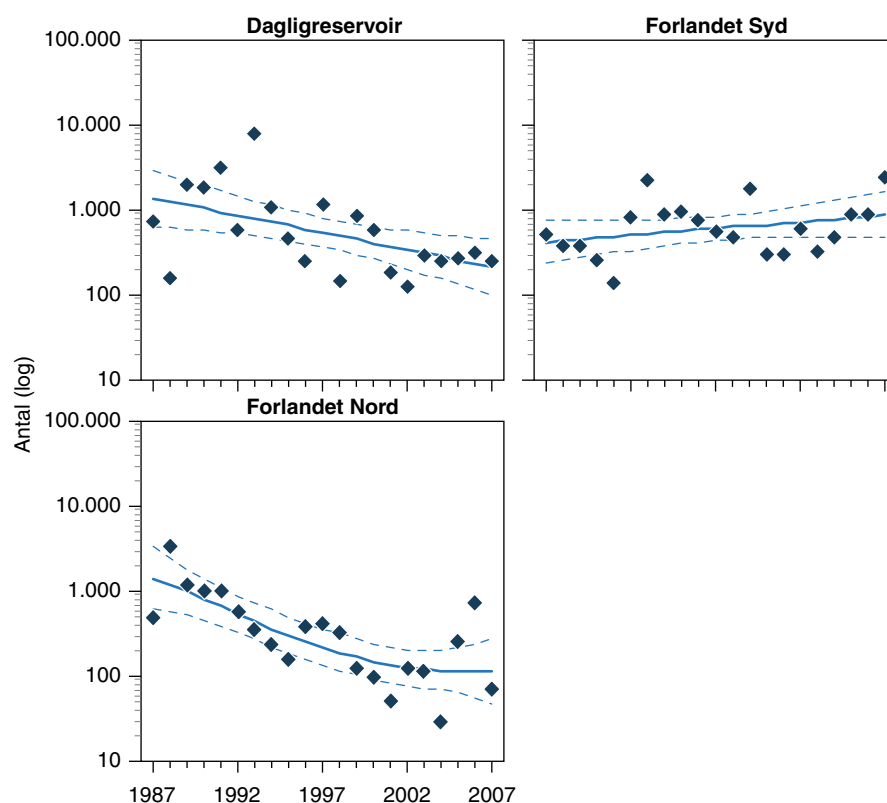 Dagligreservoir
Forlandet Syd
100.000
10.000
1.000
100
10
Antal (log)
Forlandet Nord
100.000
10.000
1.000
100
10
1987 1992 1997 2002 2007